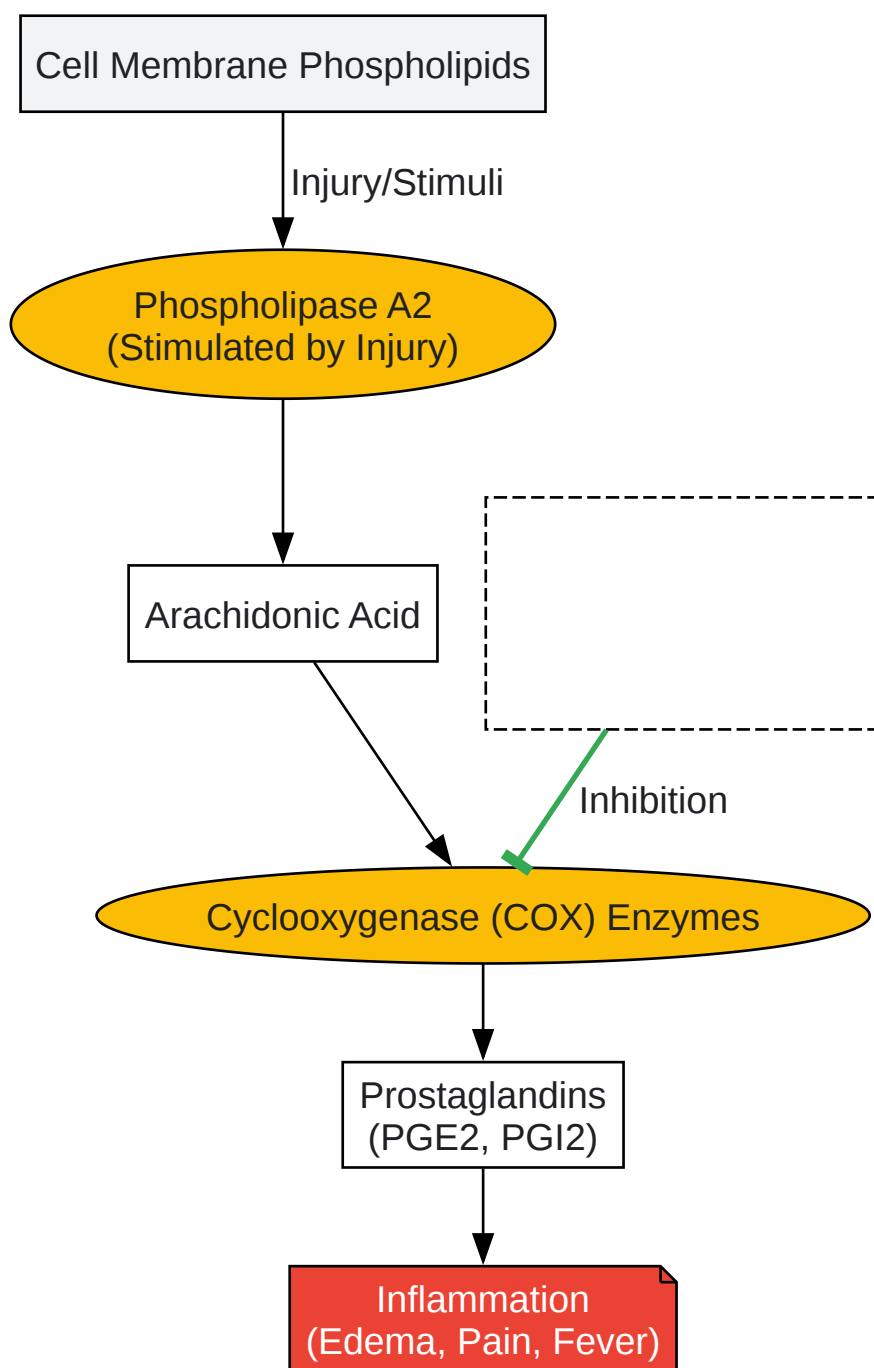 Cell Membrane Phospholipids
Injury/Stimuli
Phospholipase A2
(Stimulated by Injury)
Arachidonic Acid
Inhibition
Cyclooxygenase (COX) Enzymes
Prostaglandins
(PGE2, PGI2)
Inflammation
(Edema, Pain, Fever)